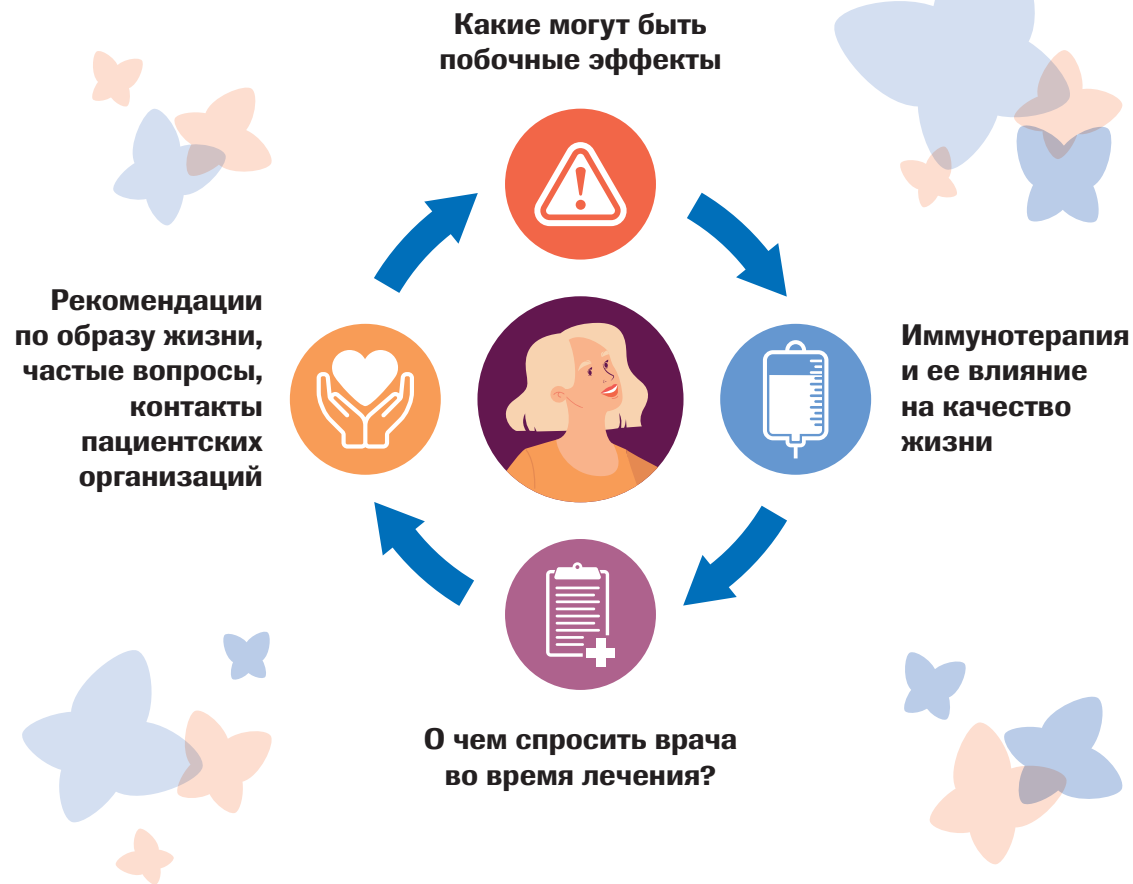 Какие могут быть
побочные эффекты
Иммунотерапия
и ее влияние
на качество
жизни
О чем спросить врача
во время лечения?
Рекомендации
по образу жизни,
частые вопросы,
контакты
пациентских
организаций